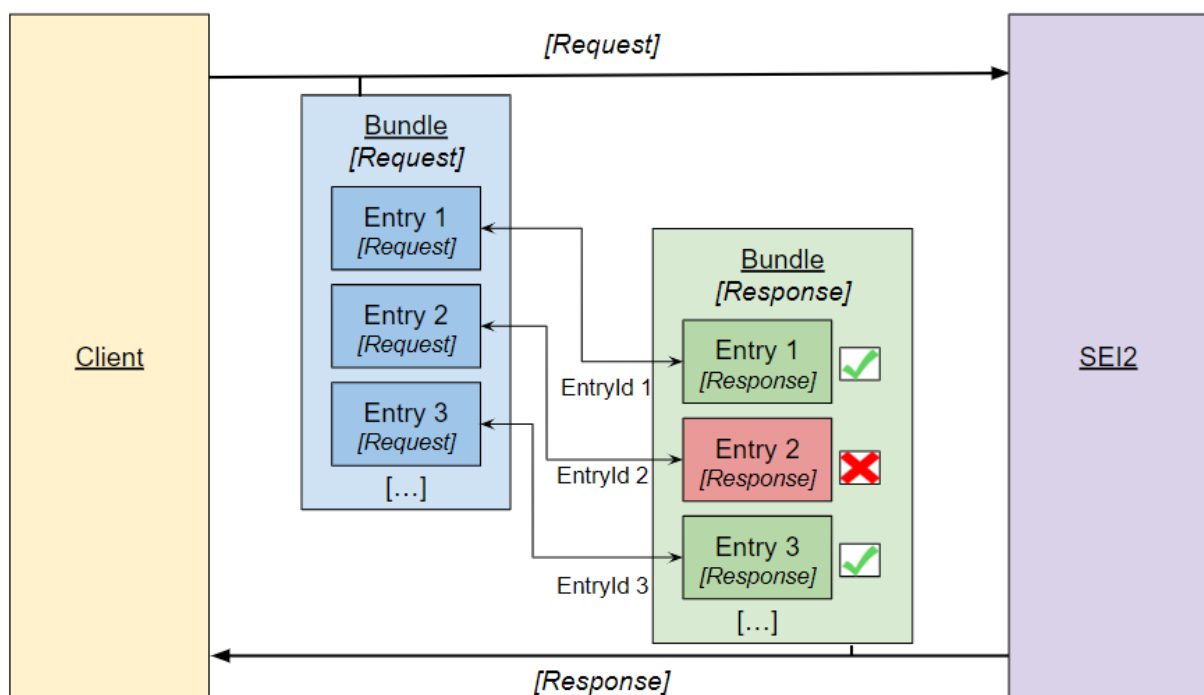 [Request]
Client
Bundle
[Request]
Entry 1
[Request]
Entry 2
[Request]
Entry 3
[Request]
[...]
EntryId 1
EntryId 2
EntryId 3
Bundle
[Response]
Entry 1
[Response]
Entry 2
[Response]
Entry 3
[Response]
[...]
SEI2
[Response]